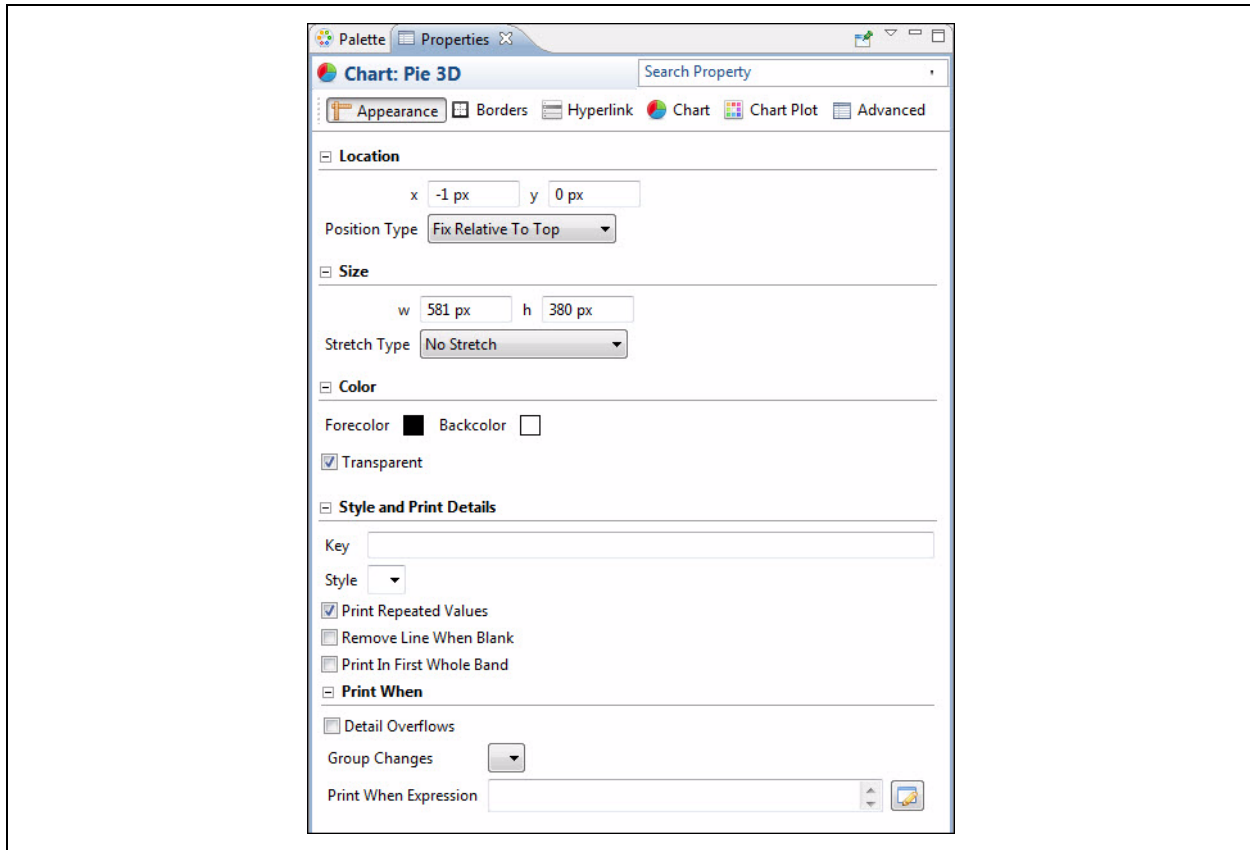 Palette Properties
Chart: Pie 3D Search Property
Appearance Borders Hyperlink Chart Chart Plot Advanced
Location
x -1 px y 0 px
Position Type Fix Relative To Top
Size
w 581 px h 380 px
Stretch Type No Stretch
Color
Forecolor Backcolor
Transparent
Style and Print Details
Key
Style
Print Repeated Values
Remove Line When Blank
Print In First Whole Band
Print When
Detail Overflows
Group Changes
Print When Expression